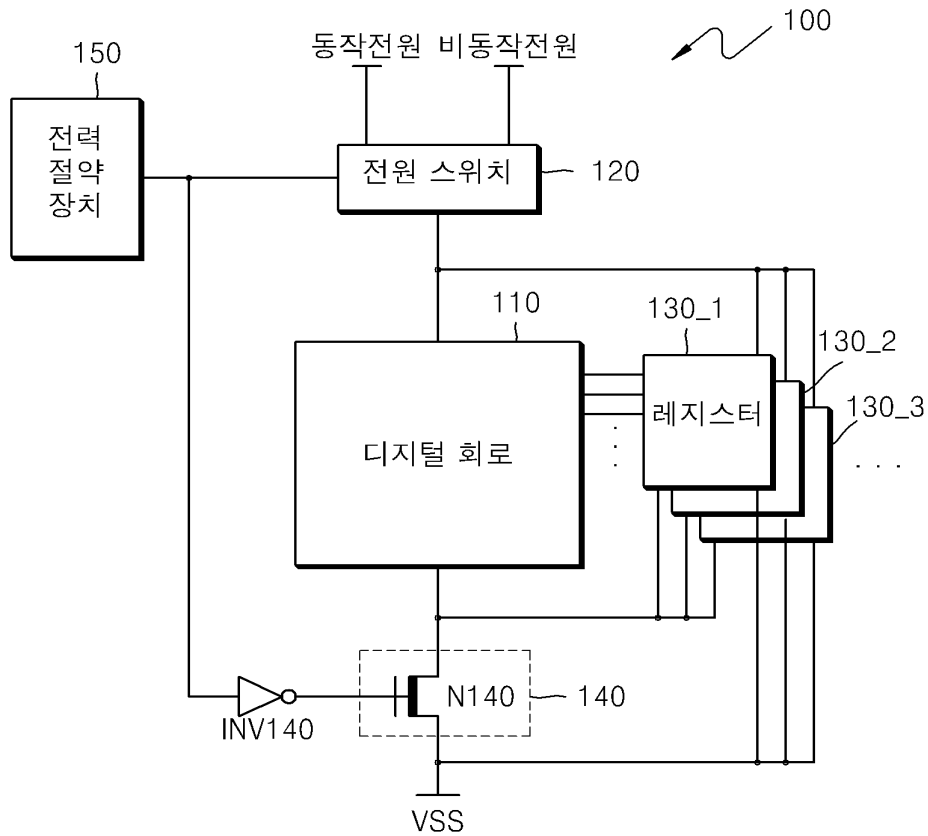 100
동작전원 비동작전원
150
전력
절약
장치
전원 스위치
120
110
130_1
130_2
130_3
레지스터
디지털 회로
. . .
N140
140
INV140
VSS